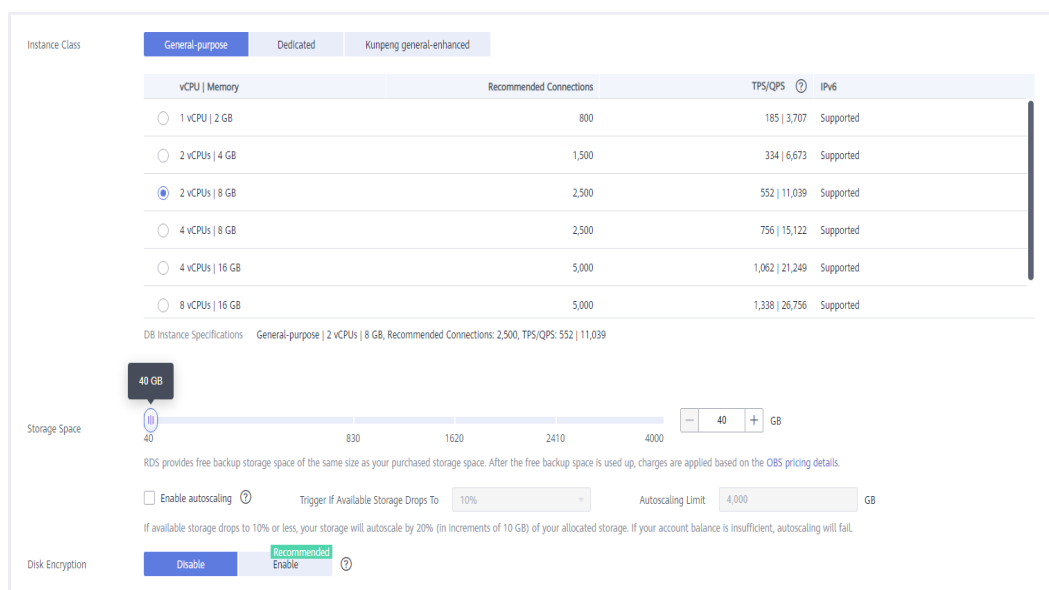 Instance Class General-purpose Dedicated Kunpeng general-enhanced
vCPU | Memory Recommended Connections TPS/QPS ? IPv6
1 vCPU | 2 GB 800 185 | 3,707 Supported
2 vCPUs | 4 GB 1,500 334 | 6,673 Supported
2 vCPUs | 8 GB 2,500 552 | 11,039 Supported
4 vCPUs | 8 GB 2,500 756 | 15,122 Supported
4 vCPUs | 16 GB 5,000 1,062 | 21,249 Supported
8 vCPUs | 16 GB 5,000 1,338 | 26,756 Supported
DB Instance Specifications General-purpose | 2 vCPUs | 8 GB, Recommended Connections: 2,500, TPS/QPS: 552 | 11,039
40 GB
Storage Space 40 GB
40 830 1620 2410 4000
RDS provides free backup storage space of the same size as your purchased storage space. After the free backup space is used up, charges are applied based on the OBS pricing details.
Enable autoscaling ? Trigger If Available Storage Drops To 10% Autoscaling Limit 4,000 GB
If available storage drops to 10% or less, your storage will autoscale by 20% (in increments of 10 GB) of your allocated storage. If your account balance is insufficient, autoscaling will fail.
Recommended
Disk Encryption Disable Enable ?